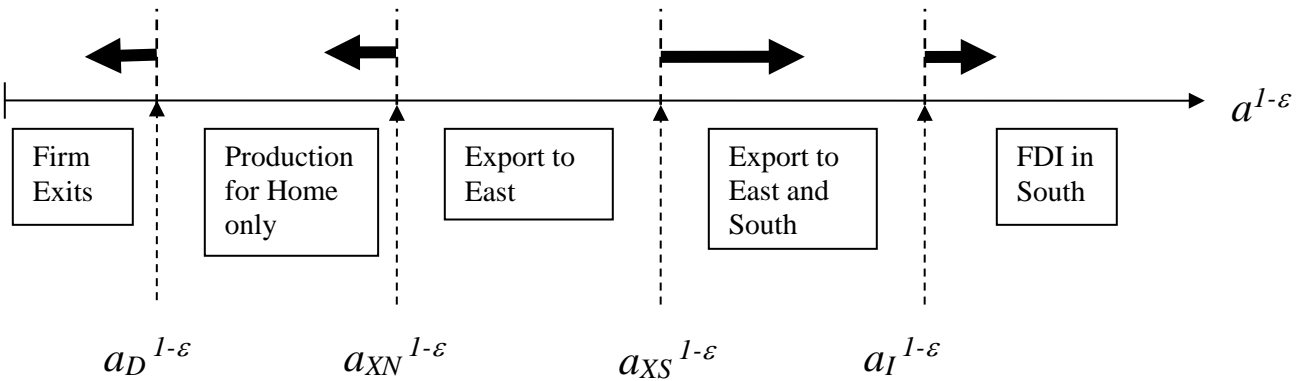 a^{1-ε}
Firm
Exits
Production
for Home
only
Export to
East
Export to
East and
South
FDI in
South
a_D^{1-ε}
a_{XN}^{1-ε}
a_{XS}^{1-ε}
a_I^{1-ε}